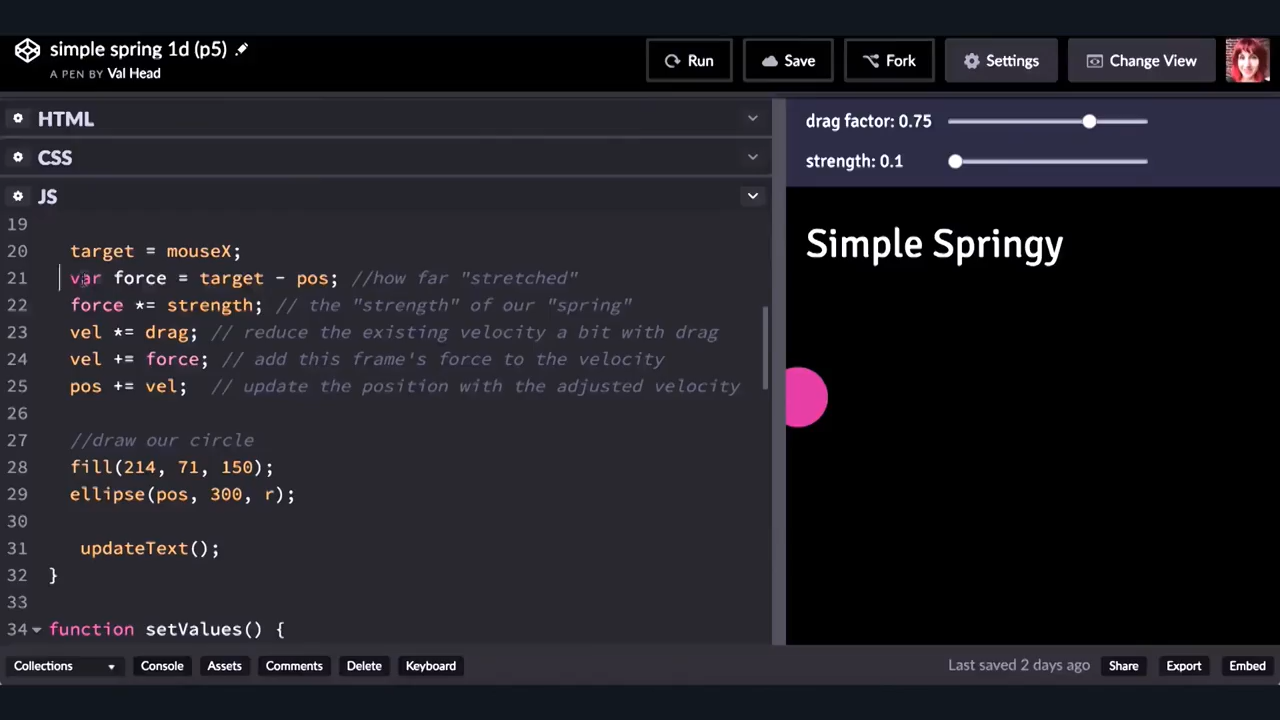 simple spring 1d (p5)
A PEN BY Val Head
Run
Save
Fork
Settings
Change View
HTML
CSS
JS
19
20 target = mouseX;
21 var force = target - pos; //how far "stretched"
22 force *= strength; // the "strength" of our "spring"
23 vel *= drag; // reduce the existing velocity a bit with drag
24 vel += force; // add this frame's force to the velocity
25 pos += vel; // update the position with the adjusted velocity
26
27 //draw our circle
28 fill(214, 71, 150);
29 ellipse(pos, 300, r);
30
31 updateText();
32 }
33
34 function setValues() {
drag factor: 0.75
strength: 0.1
Simple Springy
Collections
Console
Assets
Comments
Delete
Keyboard
Last saved 2 days ago
Share
Export
Embed